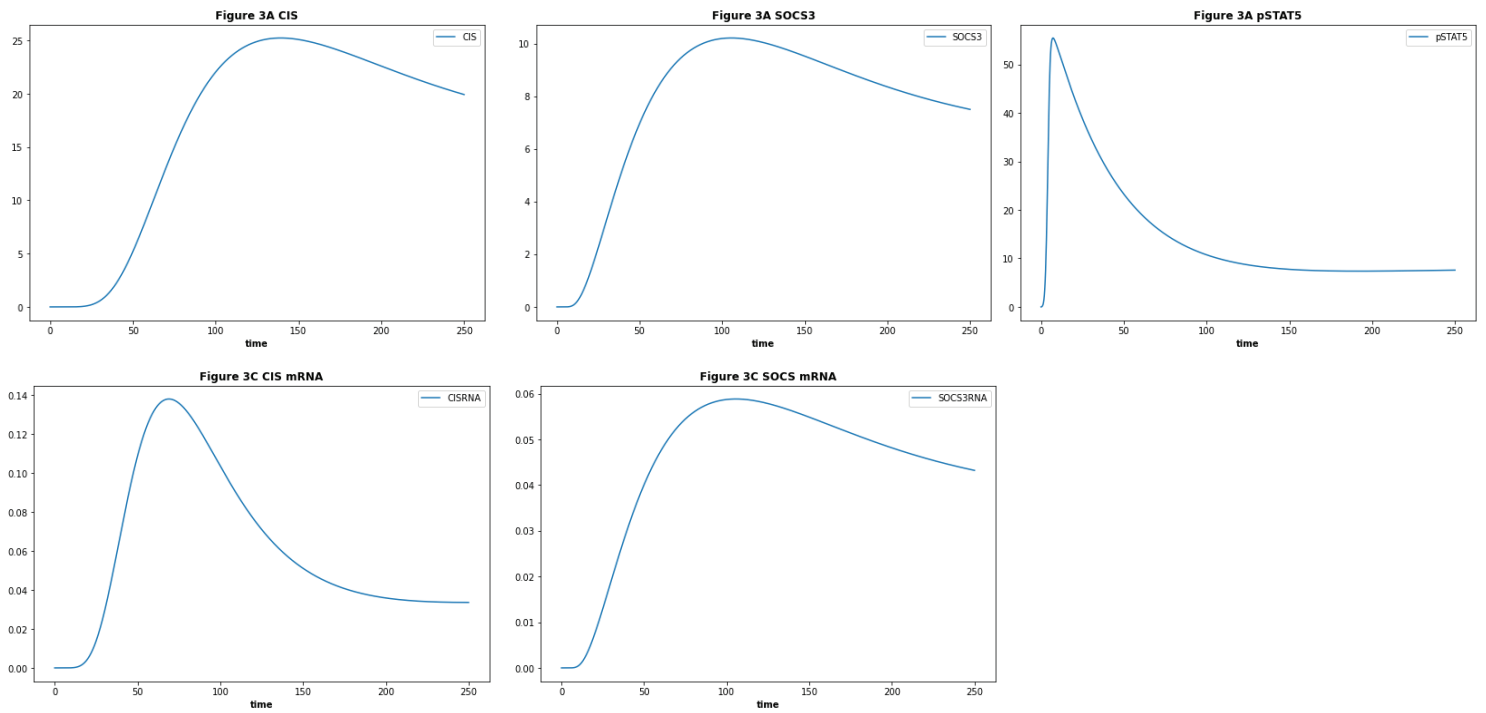 Figure 3A CIS
CIS
25
20
15
10
5
0
0 50 100 150 200 250
time
Figure 3A SOCS3
SOCS3
10
8
6
4
2
0
0 50 100 150 200 250
time
Figure 3A pSTAT5
pSTAT5
50
40
30
20
10
0
0 50 100 150 200 250
time
Figure 3C CIS mRNA
CISRNA
0.14
0.12
0.10
0.08
0.06
0.04
0.02
0.00
0 50 100 150 200 250
time
Figure 3C SOCS mRNA
SOCS3RNA
0.06
0.05
0.04
0.03
0.02
0.01
0.00
0 50 100 150 200 250
time